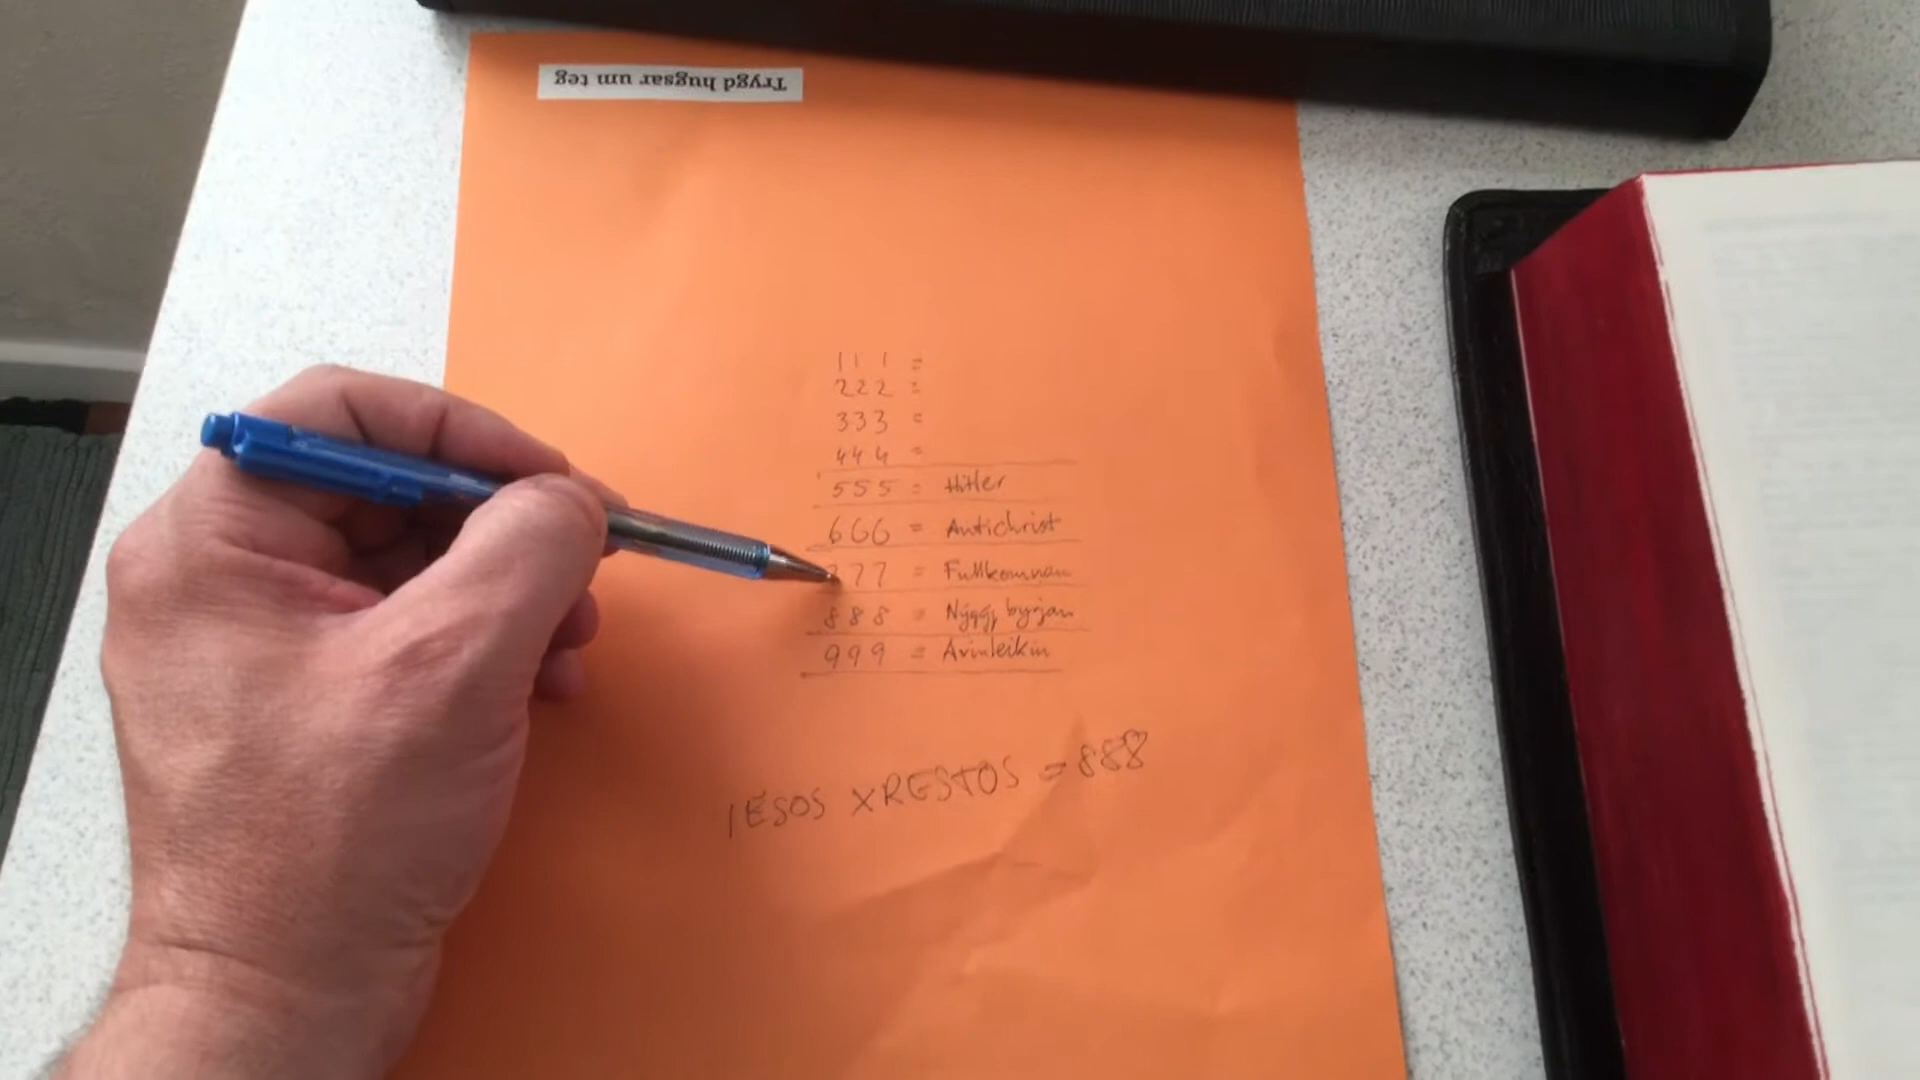 Trygd hugsar um teg
111 =
222 =
333 =
444 =
555 = Hitler
666 = Antichrist
777 = Fullkomnan
888 = Nýggj byrjan
999 = Ævinleikin
IESOS XRESTOS = 888